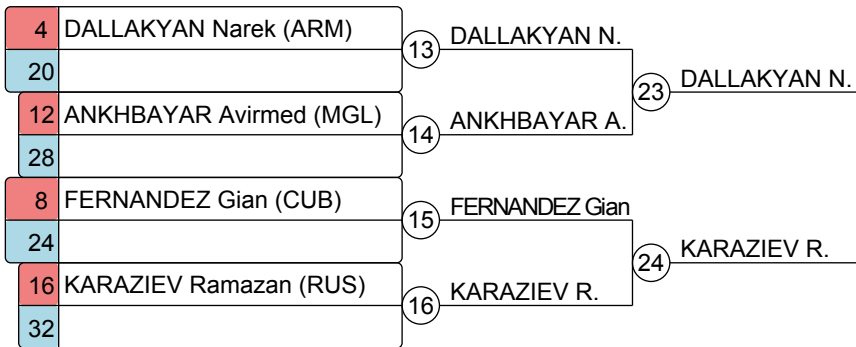 4 DALLAKYAN Narek (ARM)
20
12 ANKHBAYAR Avirmed (MGL)
28
8 FERNANDEZ Gian (CUB)
24
16 KARAZIEV Ramazan (RUS)
32
13 DALLAKYAN N.
14 ANKHBAYAR A.
15 FERNANDEZ Gian
16 KARAZIEV R.
23 DALLAKYAN N.
24 KARAZIEV R.